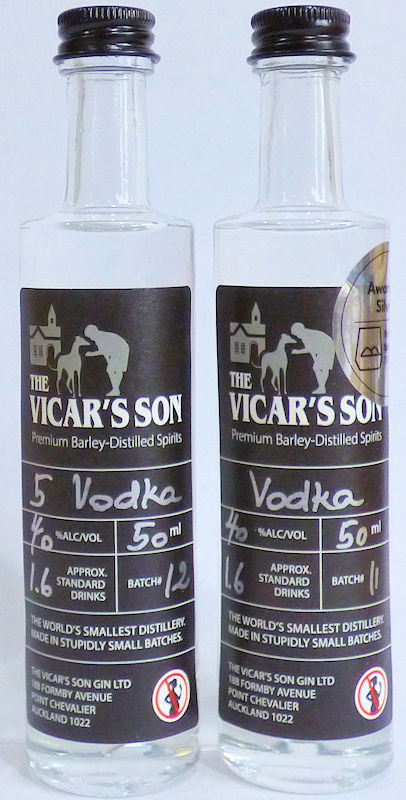 THE
VICAR'S SON
Premium Barley-Distilled Spirits
5 Vodka
40 %ALC/VOL 50 ml
1.6 APPROX. STANDARD DRINKS BATCH# 12
THE WORLD'S SMALLEST DISTILLERY.
MADE IN STUPIDLY SMALL BATCHES.
THE VICAR'S SON GIN LTD
18B FORMBY AVENUE
POINT CHEVALIER
AUCKLAND 1022
THE
VICAR'S SON
Premium Barley-Distilled Spirits
Vodka
40 %ALC/VOL 50 ml
1.6 APPROX. STANDARD DRINKS BATCH# 11
THE WORLD'S SMALLEST DISTILLERY.
MADE IN STUPIDLY SMALL BATCHES.
THE VICAR'S SON GIN LTD
18B FORMBY AVENUE
POINT CHEVALIER
AUCKLAND 1022